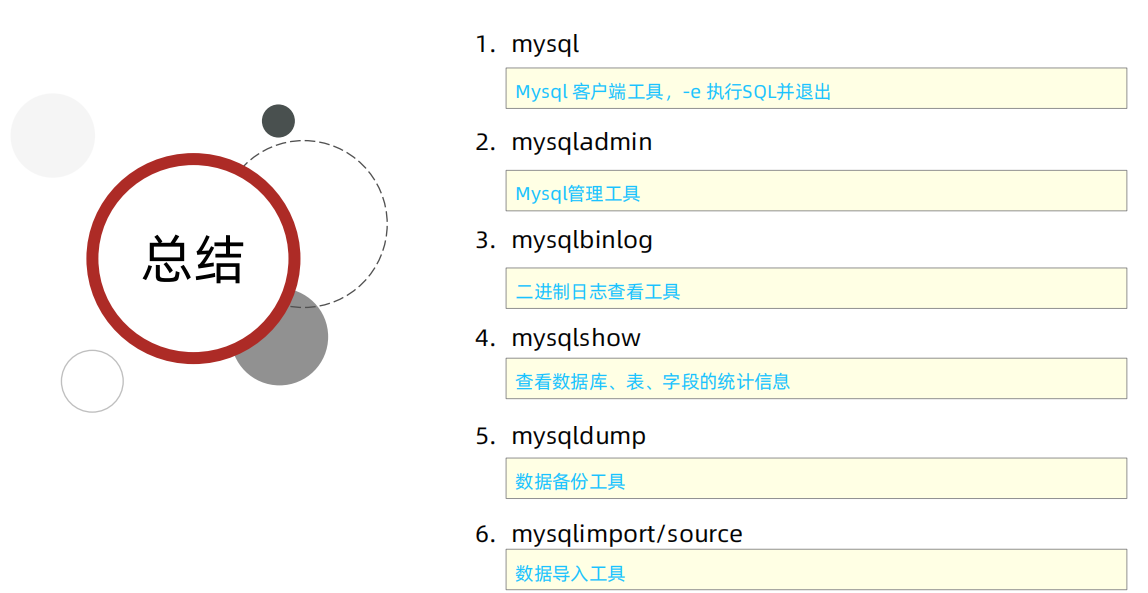 总结
1. mysql
Mysql 客户端工具，-e 执行SQL并退出
2. mysqladmin
Mysql管理工具
3. mysqlbinlog
二进制日志查看工具
4. mysqlshow
查看数据库、表、字段的统计信息
5. mysqldump
数据备份工具
6. mysqlimport/source
数据导入工具